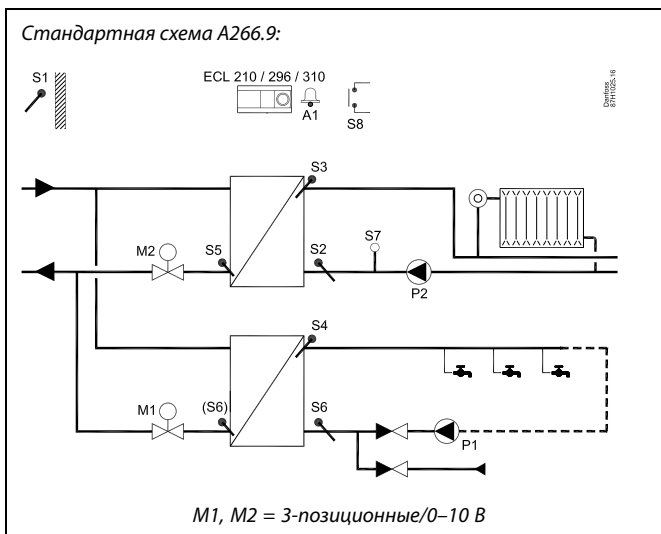 Стандартная схема A266.9:
S1
ECL 210 / 296 / 310
A1
S8
Danfoss
87H1025.16
S3
M2
S5
S2
S7
P2
S4
M1
(S6)
S6
P1
M1, M2 = 3-позиционные/0–10 В